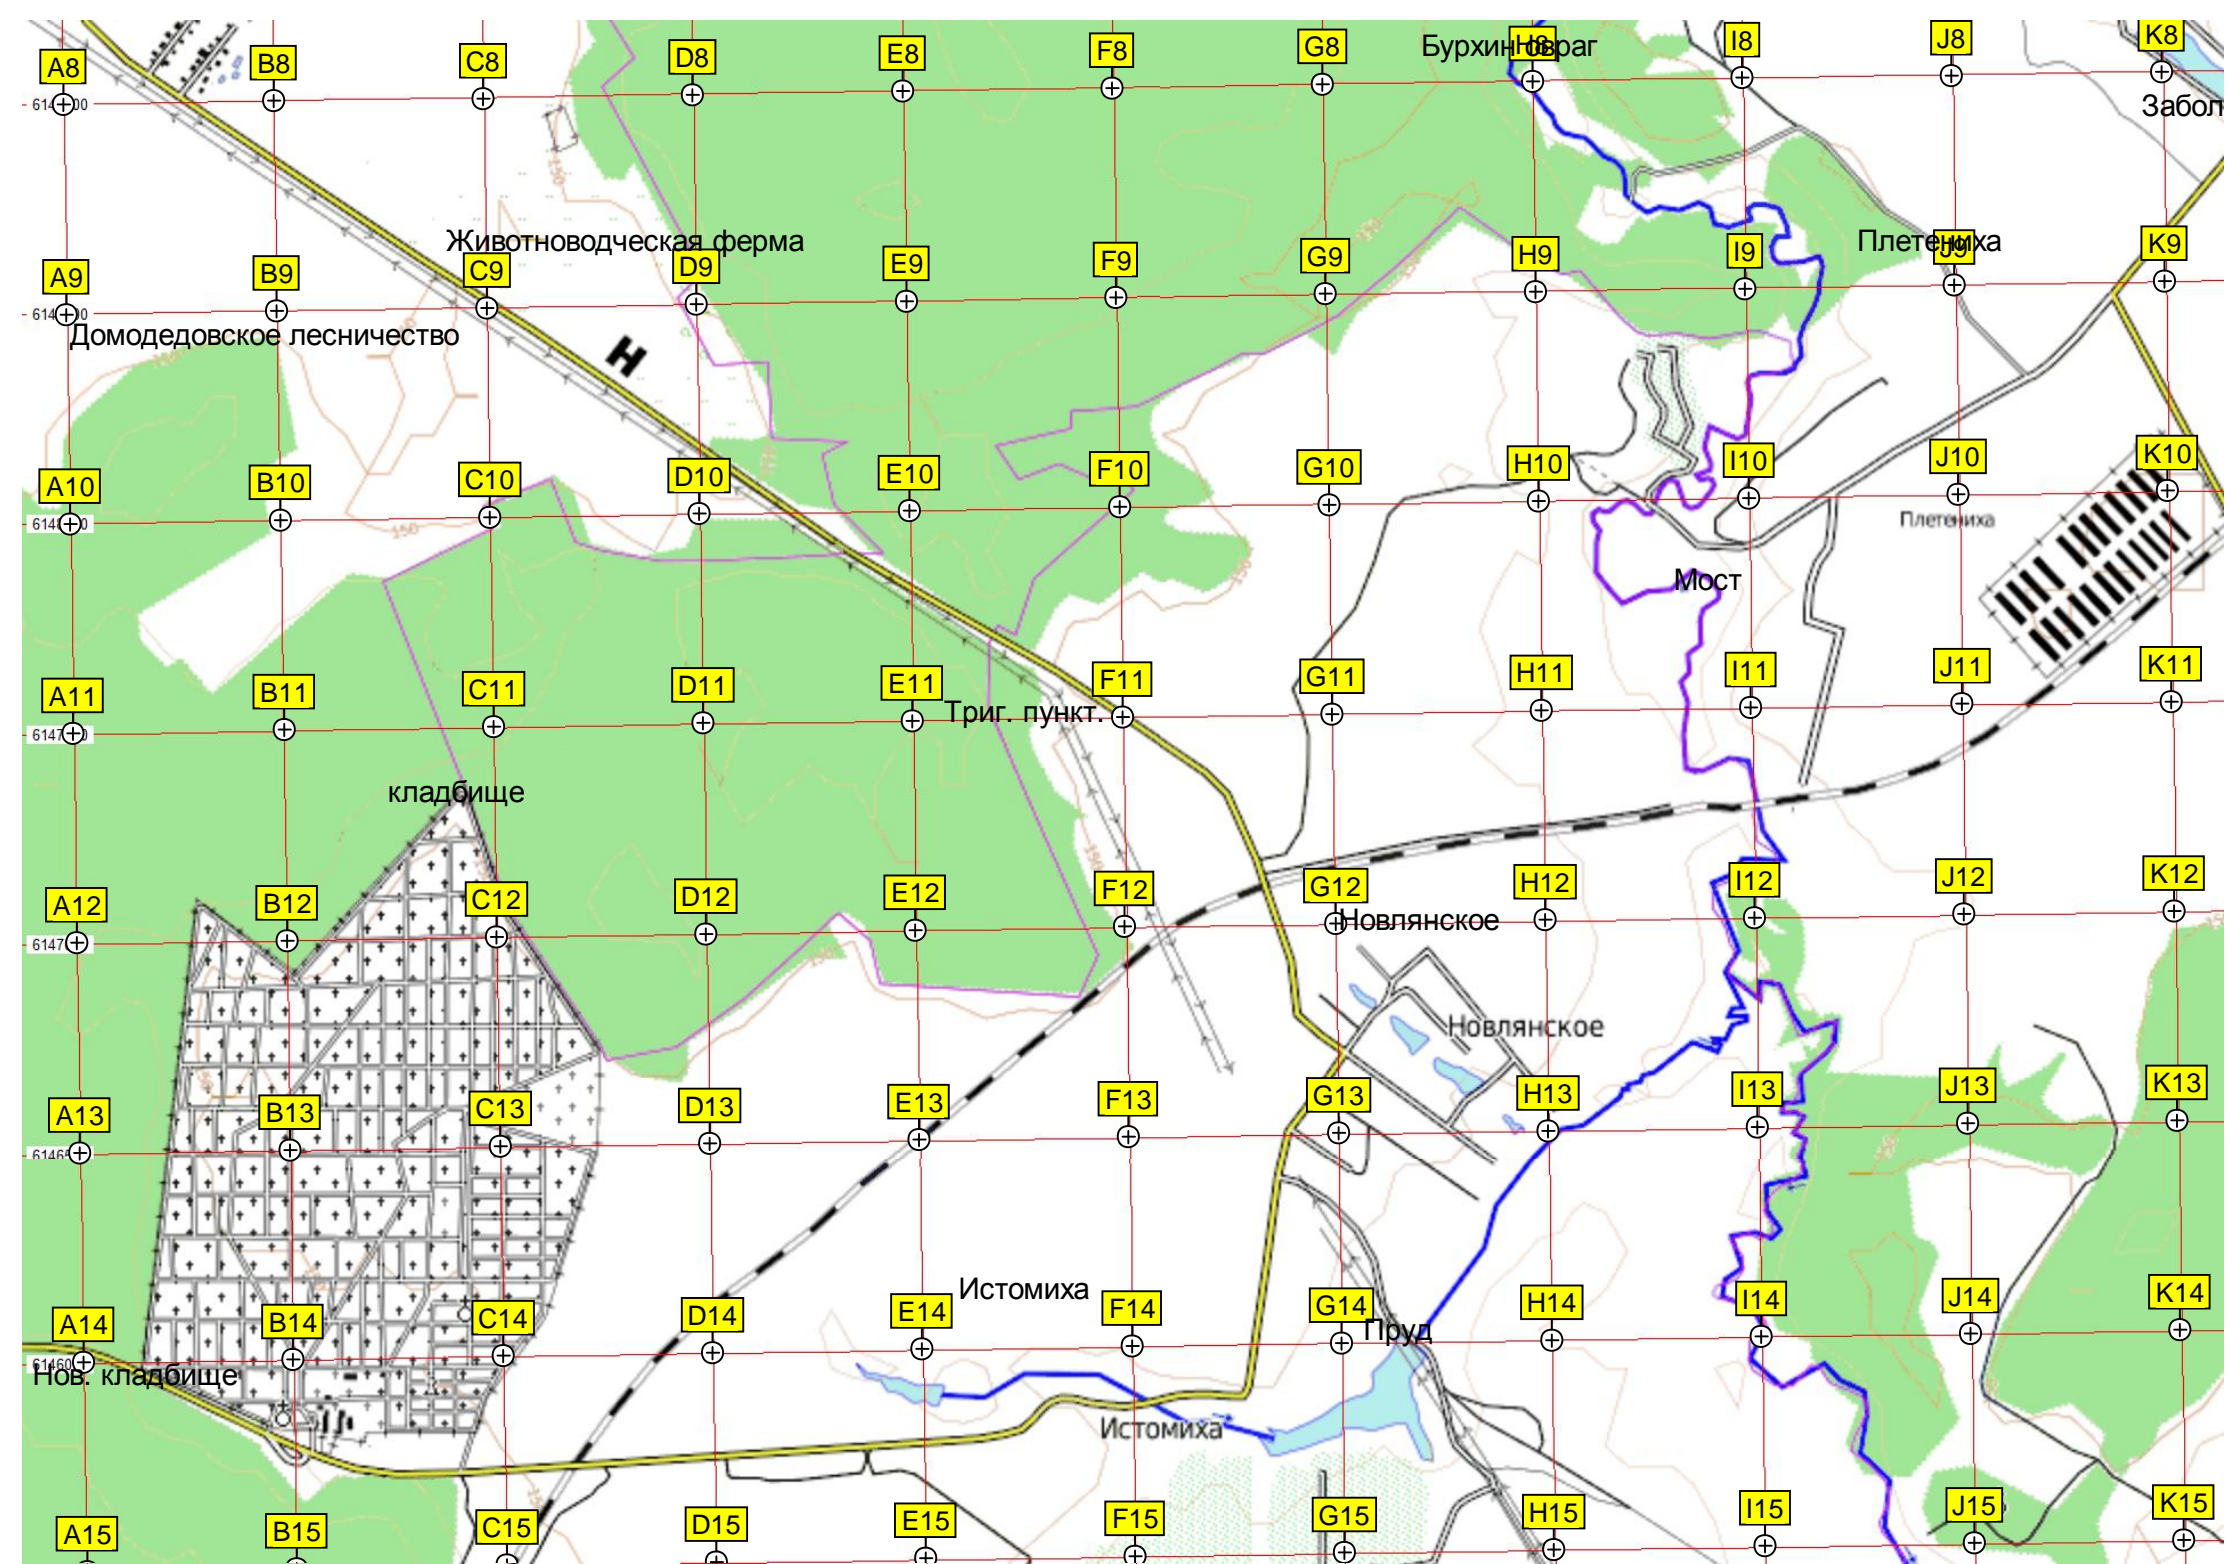 A8 B8 C8 D8 E8 F8 G8 Бурхин овраг H8 I8 J8 K8
Забол
Животноводческая ферма
Плетениха
A9 B9 C9 D9 E9 F9 G9 H9 I9 J9 K9
Домодедовское лесничество
A10 B10 C10 D10 E10 F10 G10 H10 I10 J10 K10
150
Плетениха
Мост
A11 B11 C11 D11 E11 F11 G11 H11 I11 J11 K11
Триг. пункт.
кладбище
A12 B12 C12 D12 E12 F12 G12 H12 I12 J12 K12
Новлянское
Новлянское
A13 B13 C13 D13 E13 F13 G13 H13 I13 J13 K13
Истомиха
A14 B14 C14 D14 E14 F14 G14 H14 I14 J14 K14
Пруд
Нов. кладбище
Истомиха
A15 B15 C15 D15 E15 F15 G15 H15 I15 J15 K15